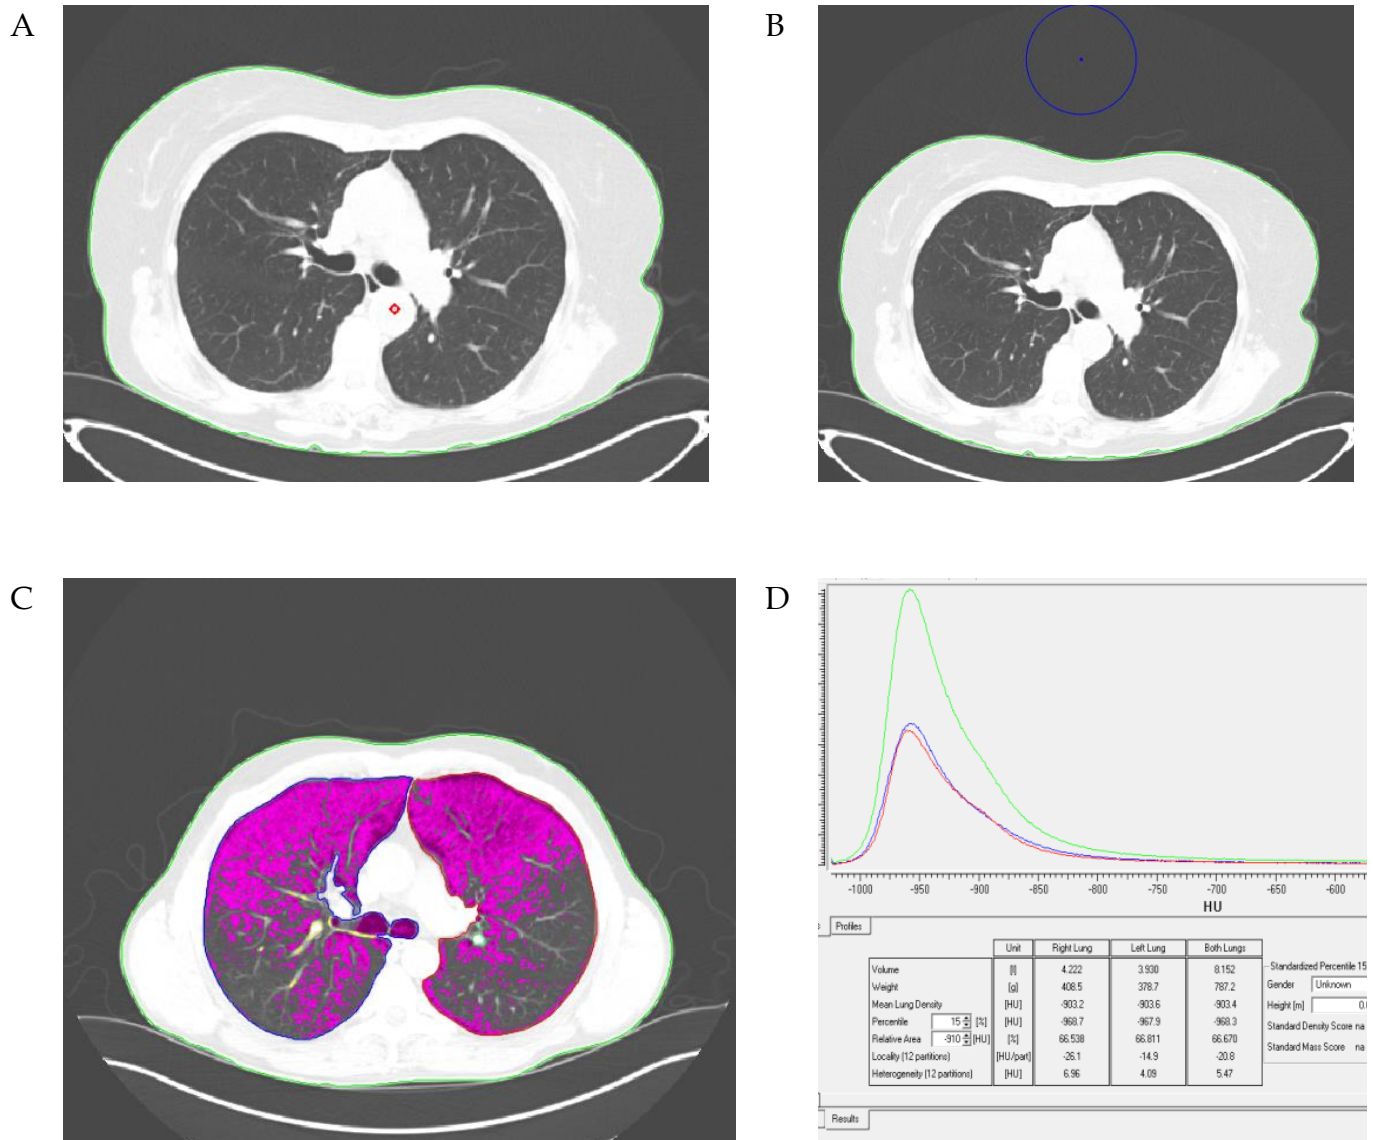 A
B
C
D
-1000 -950 -900 -850 -800 -750 -700 -650 -600
HU
Profiles
Unit Right Lung Left Lung Both Lungs
Volume [l] 4.222 3.930 8.152
Weight [g] 408.5 378.7 787.2
Mean Lung Density [HU] -903.2 -903.6 -903.4
Percentile 15 [%] [HU] -968.7 -967.9 -968.3
Relative Area -910 [HU] [%] 66.538 66.811 66.670
Locality (12 partitions) [HU/part] -26.1 -14.9 -20.8
Heterogeneity (12 partitions) [HU] 6.96 4.09 5.47
Standardized Percentile 15
Gender Unknown
Height [m]
Standard Density Score na
Standard Mass Score na
Results